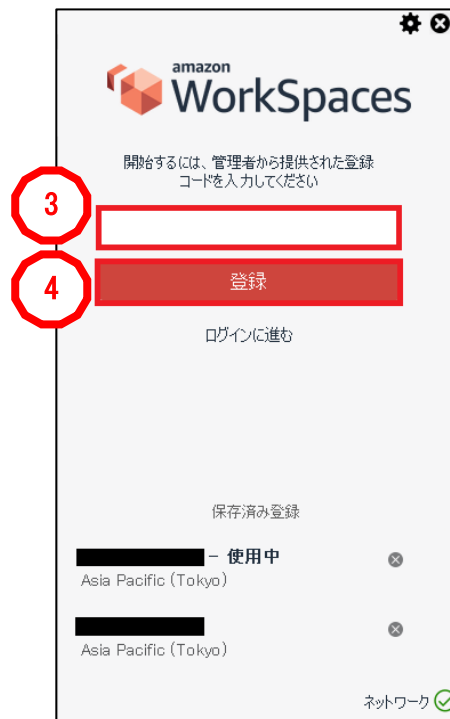 amazon
WorkSpaces
開始するには、管理者から提供された登録
コードを入力してください
3
4
登録
ログインに進む
保存済み登録
– 使用中
Asia Pacific (Tokyo)
Asia Pacific (Tokyo)
ネットワーク